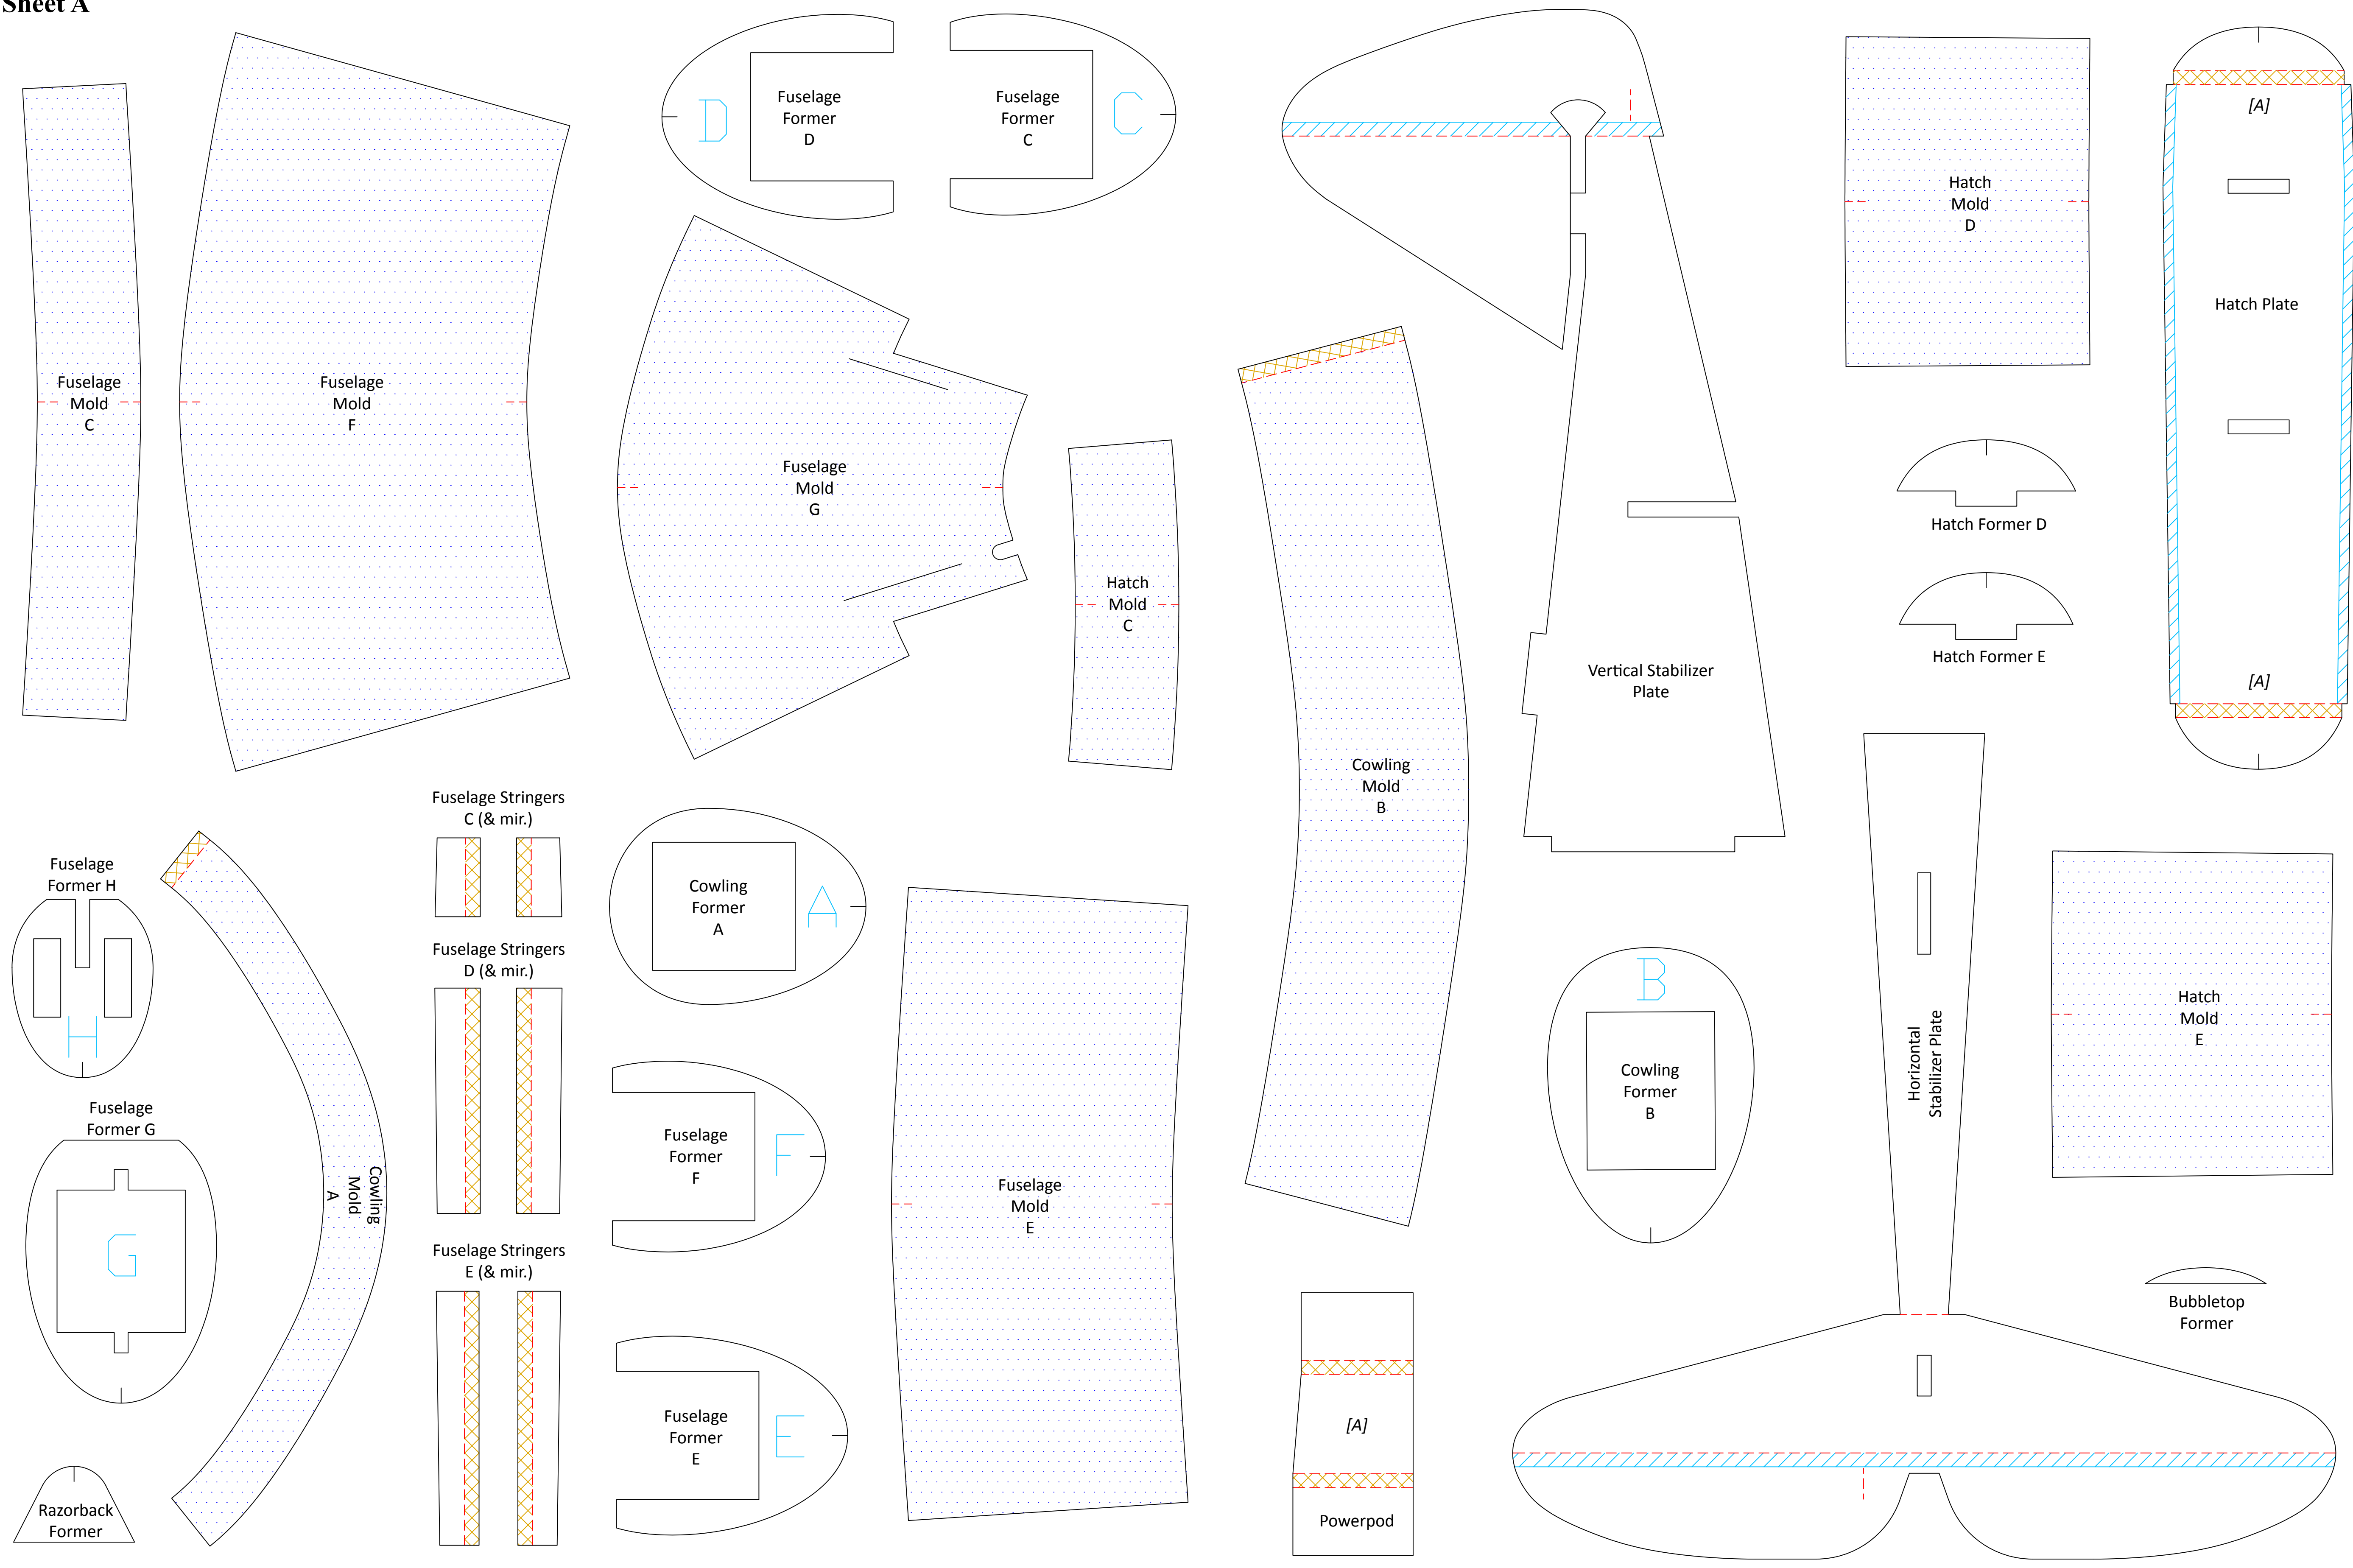 Sheet A
Fuselage
Mold
C
Fuselage
Mold
F
D
Fuselage
Former
D
Fuselage
Former
C
C
Fuselage
Mold
G
Hatch
Mold
C
Hatch
Mold
D
[A]
Hatch Plate
[A]
Hatch Former D
Hatch Former E
Vertical Stabilizer
Plate
Cowling
Mold
B
Fuselage Stringers
C (& mir.)
Fuselage Stringers
D (& mir.)
Fuselage Stringers
E (& mir.)
Fuselage
Former H
H
Fuselage
Former G
G
Cowling
Mold
A
Razorback
Former
Cowling
Former
A
A
Fuselage
Former
F
F
Fuselage
Former
E
E
Fuselage
Mold
E
B
Cowling
Former
B
Horizontal
Stabilizer Plate
Hatch
Mold
E
Bubbletop
Former
[A]
Powerpod